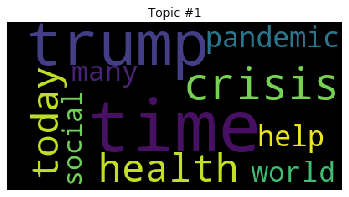 Topic #1
trump
pandemic
many
crisis
today
social
time
help
health
world